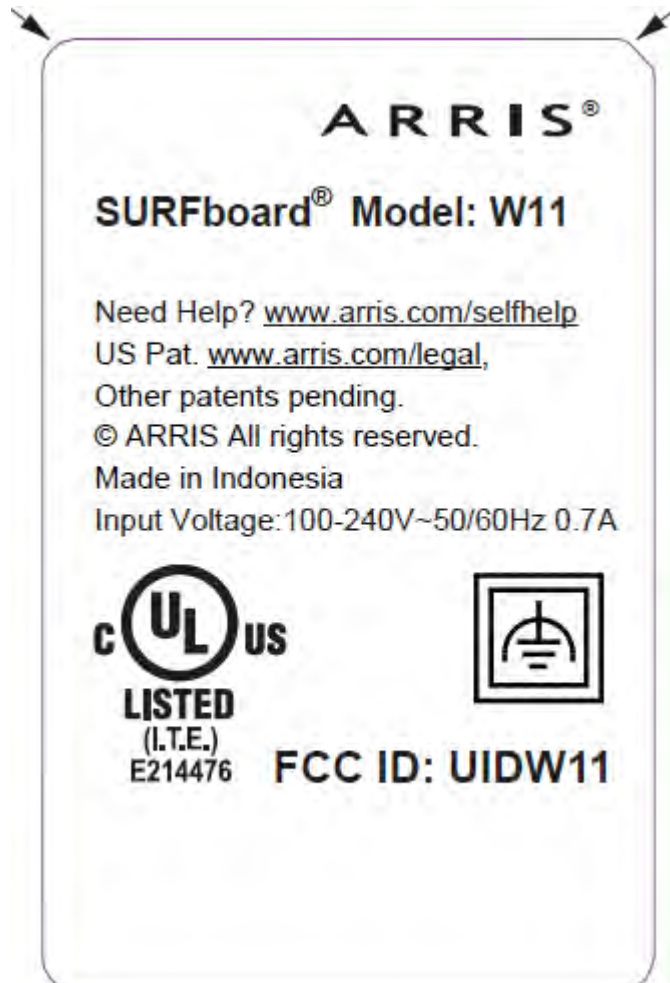 ARRIS®
SURFboard® Model: W11
Need Help? www.arris.com/selfhelp
US Pat. www.arris.com/legal,
Other patents pending.
© ARRIS All rights reserved.
Made in Indonesia
Input Voltage:100-240V~50/60Hz 0.7A
C UL US
LISTED
(I.T.E.)
E214476
FCC ID: UIDW11